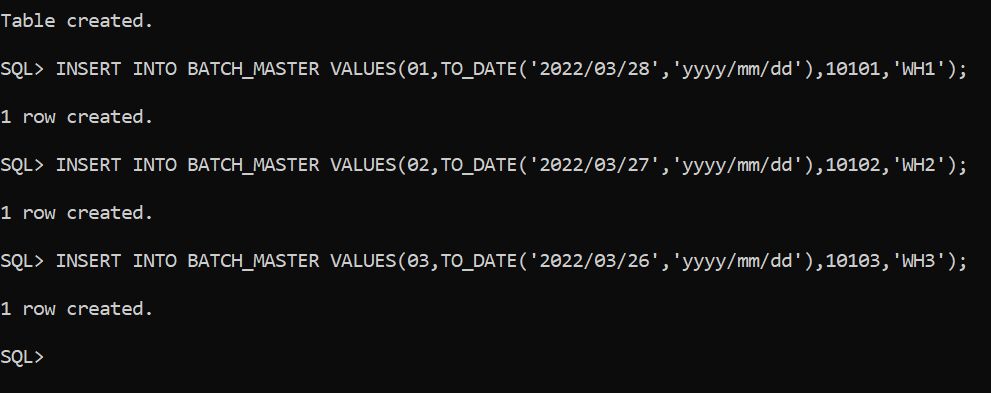 Table created.
SQL> INSERT INTO BATCH_MASTER VALUES(01,TO_DATE('2022/03/28','yyyy/mm/dd'),10101,'WH1');
1 row created.
SQL> INSERT INTO BATCH_MASTER VALUES(02,TO_DATE('2022/03/27','yyyy/mm/dd'),10102,'WH2');
1 row created.
SQL> INSERT INTO BATCH_MASTER VALUES(03,TO_DATE('2022/03/26','yyyy/mm/dd'),10103,'WH3');
1 row created.
SQL>